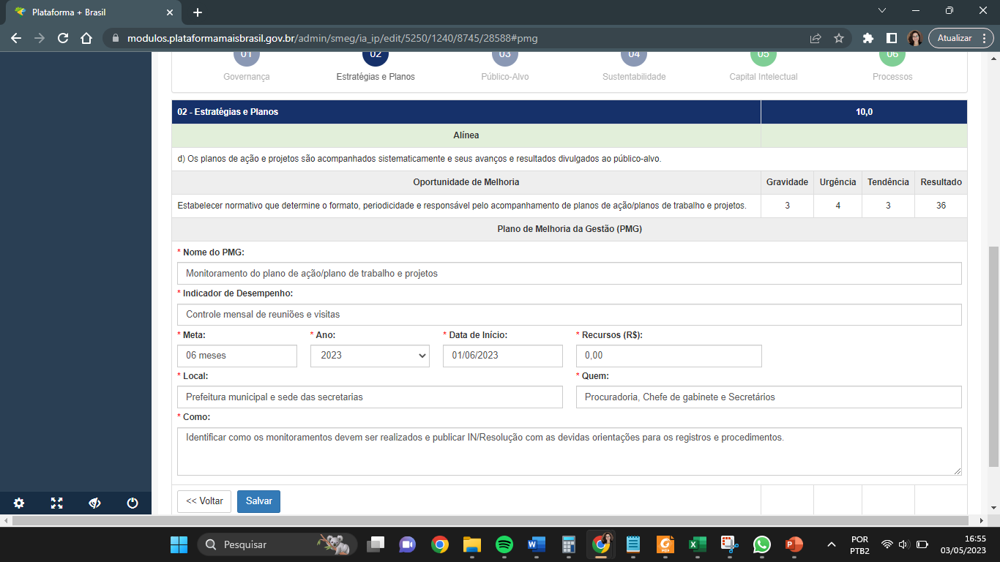 Plataforma + Brasil
modulos.plataformamaisbrasil.gov.br/admin/smeg/ia_ip/edit/5250/1240/8745/28588#pmg
Atualizar
01 02 03 04 05 06
Governança Estratégias e Planos Público-Alvo Sustentabilidade Capital Intelectual Processos
02 - Estratégias e Planos 10,0
Alínea
d) Os planos de ação e projetos são acompanhados sistematicamente e seus avanços e resultados divulgados ao público-alvo.
Oportunidade de Melhoria Gravidade Urgência Tendência Resultado
Estabelecer normativo que determine o formato, periodicidade e responsável pelo acompanhamento de planos de ação/planos de trabalho e projetos. 3 4 3 36
Plano de Melhoria da Gestão (PMG)
* Nome do PMG:
Monitoramento do plano de ação/plano de trabalho e projetos
* Indicador de Desempenho:
Controle mensal de reuniões e visitas
* Meta: * Ano: * Data de Início: * Recursos (R$):
06 meses 2023 01/06/2023 0,00
* Local: * Quem:
Prefeitura municipal e sede das secretarias Procuradoria, Chefe de gabinete e Secretários
* Como:
Identificar como os monitoramentos devem ser realizados e publicar IN/Resolução com as devidas orientações para os registros e procedimentos.
<< Voltar Salvar
Pesquisar
POR
PTB2
16:55
03/05/2023